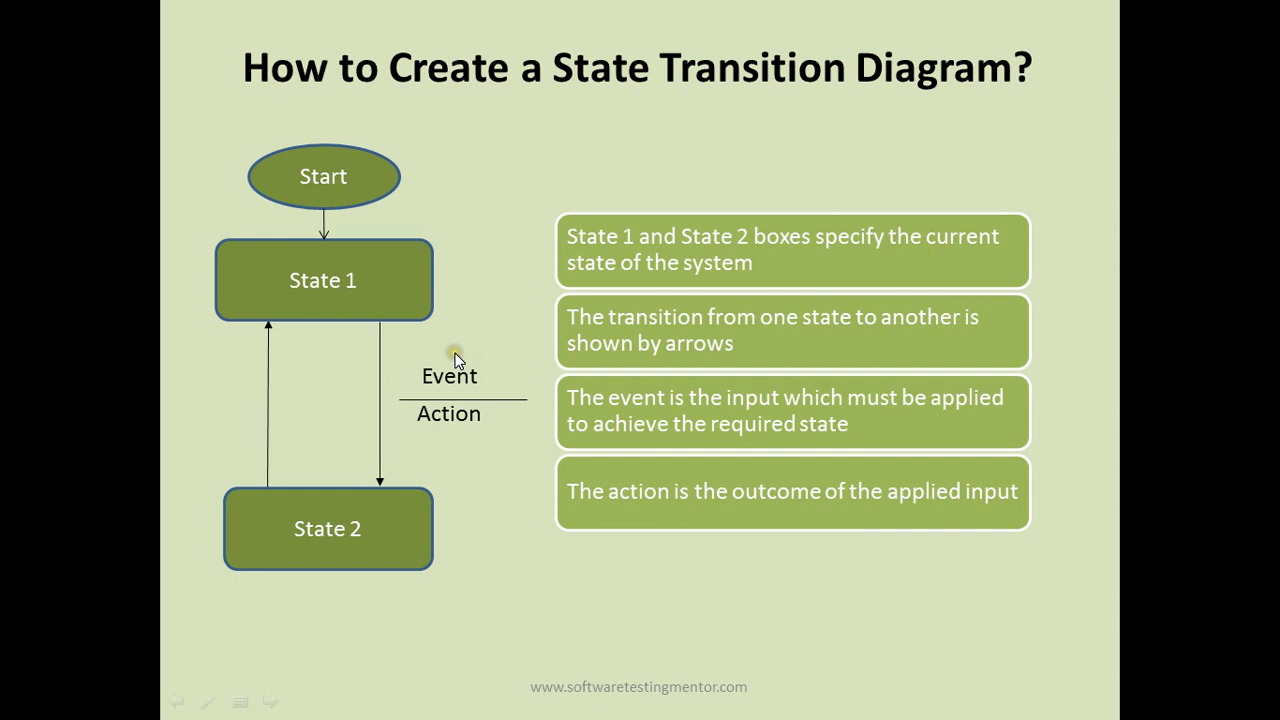 How to Create a State Transition Diagram?
Start
State 1
Event
Action
State 2
State 1 and State 2 boxes specify the current
state of the system
The transition from one state to another is
shown by arrows
The event is the input which must be applied
to achieve the required state
The action is the outcome of the applied input
www.softwaretestingmentor.com